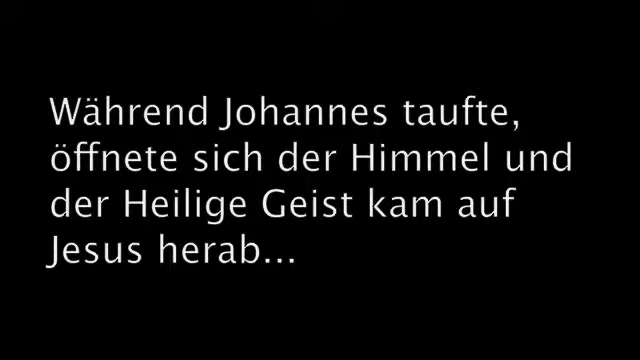 Während Johannes taufte,
öffnete sich der Himmel und
der Heilige Geist kam auf
Jesus herab...